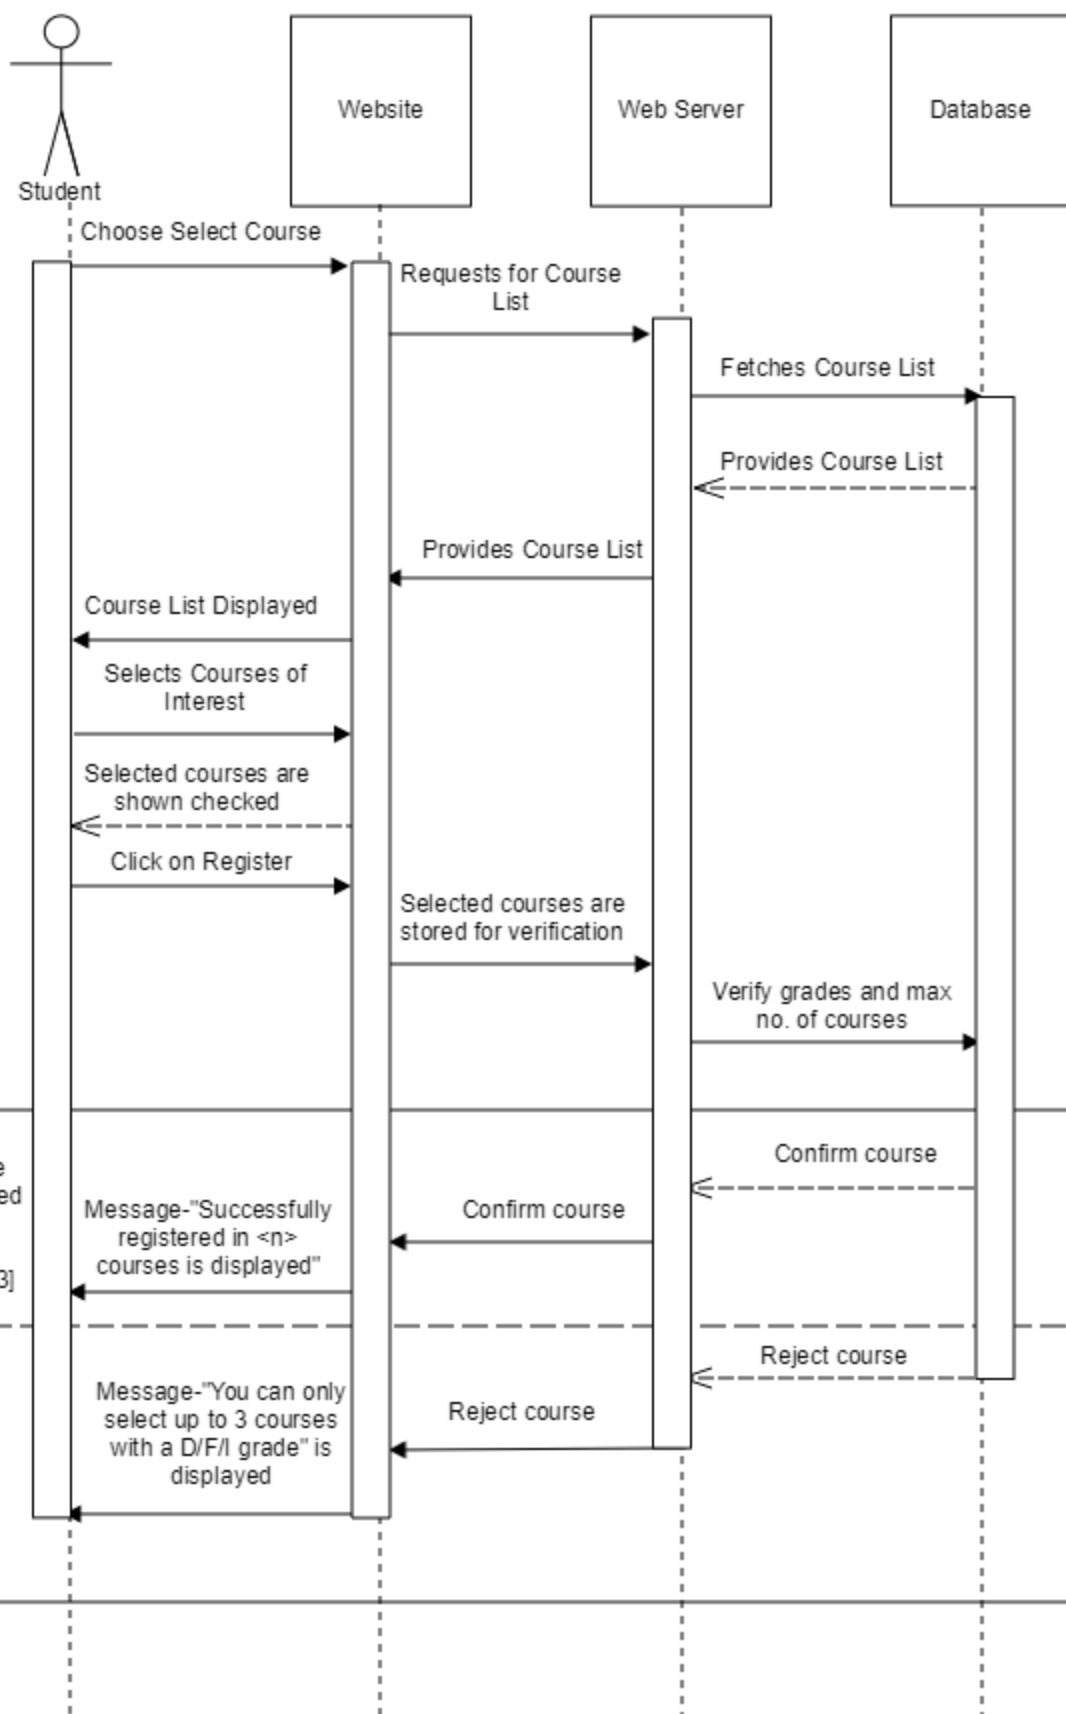 Student
Website
Web Server
Database
Choose Select Course
Requests for Course
List
Fetches Course List
Provides Course List
Provides Course List
Course List Displayed
Selects Courses of
Interest
Selected courses are
shown checked
Click on Register
Selected courses are
stored for verification
Verify grades and max
no. of courses
e
ed
3]
Confirm course
Confirm course
Message-"Successfully
registered in <n>
courses is displayed"
Reject course
Reject course
Message-"You can only
select up to 3 courses
with a D/F/I grade" is
displayed